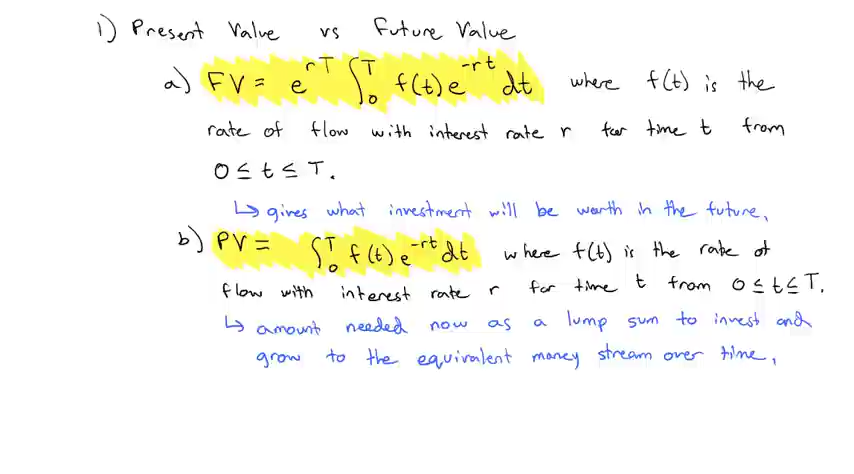 1) Present Value vs Future Value
a) FV = e^{rT} ∫_0^T f(t) e^{-rt} dt where f(t) is the
rate of flow with interest rate r for time t from
0 ≤ t ≤ T.
↳ gives what investment will be worth in the future.
b) PV = ∫_0^T f(t) e^{-rt} dt where f(t) is the rate of
flow with interest rate r for time t from 0 ≤ t ≤ T.
↳ amount needed now as a lump sum to invest and
grow to the equivalent money stream over time.